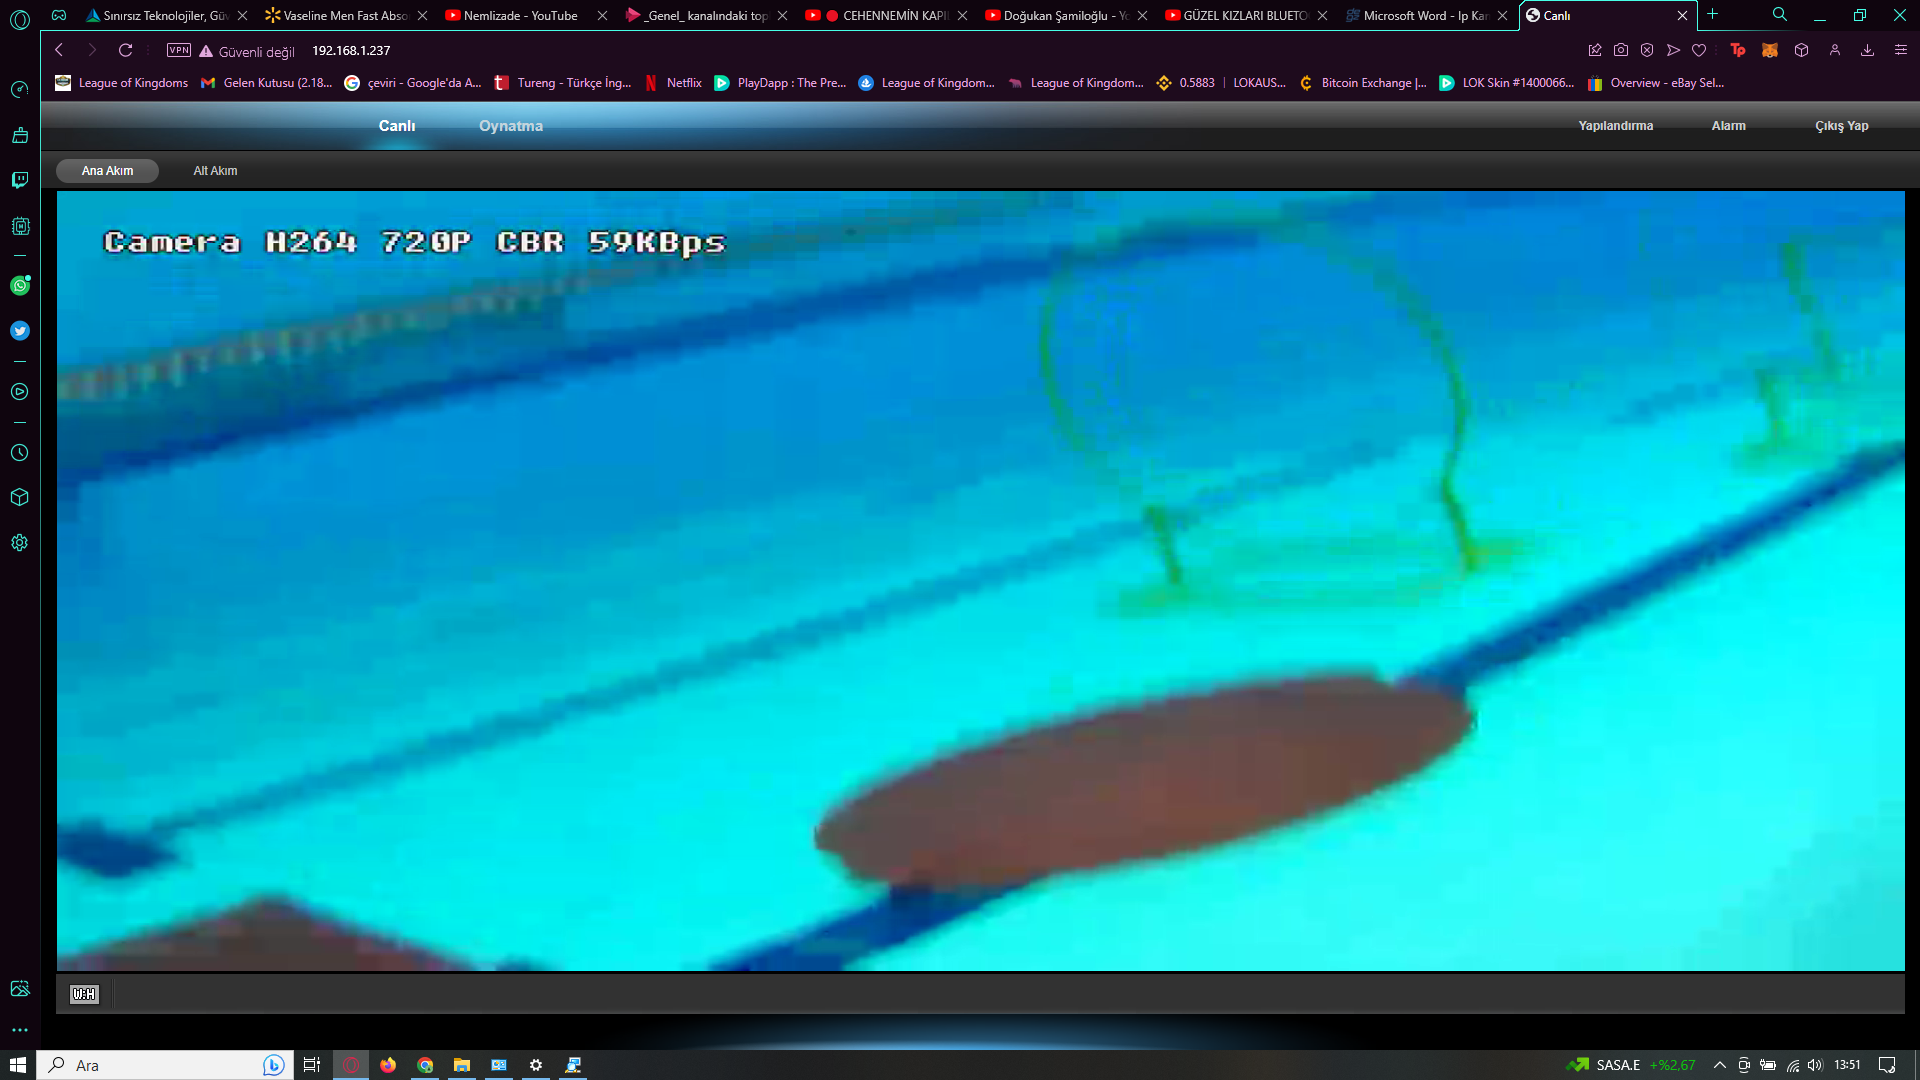 Sınırsız Teknolojiler, Güv
Vaseline Men Fast Abso
Nemlizade - YouTube
_Genel_ kanalındaki top
CEHENNEMİN KAPI
Doğukan Şamiloğlu - Yo
GÜZEL KIZLARI BLUETO
Microsoft Word - Ip Kar
Canlı
VPN
Güvenli değil
192.168.1.237
Tp
League of Kingdoms
Gelen Kutusu (2.18...
çeviri - Google'da A...
Tureng - Türkçe İng...
Netflix
PlayDapp : The Pre...
League of Kingdom...
League of Kingdom...
0.5883 | LOKAUS...
Bitcoin Exchange |...
LOK Skin #1400066...
Overview - eBay Sel...
Canlı
Oynatma
Yapılandırma
Alarm
Çıkış Yap
Ana Akım
Alt Akım
Camera H264 720P CBR 59KBps
W:H
Ara
SASA.E +%2,67
13:51